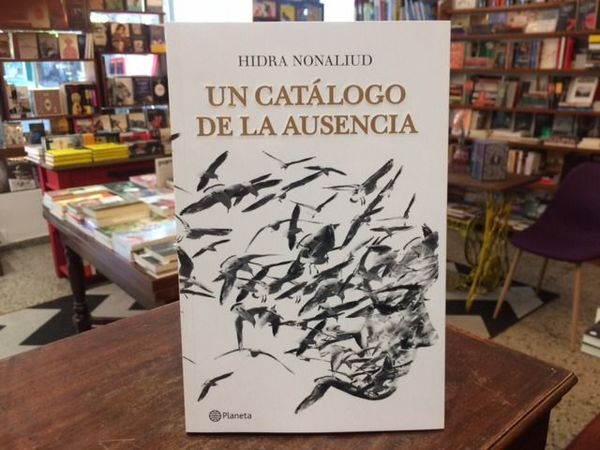 HIDRA NONALIUD
UN CATÁLOGO
DE LA AUSENCIA
Planeta